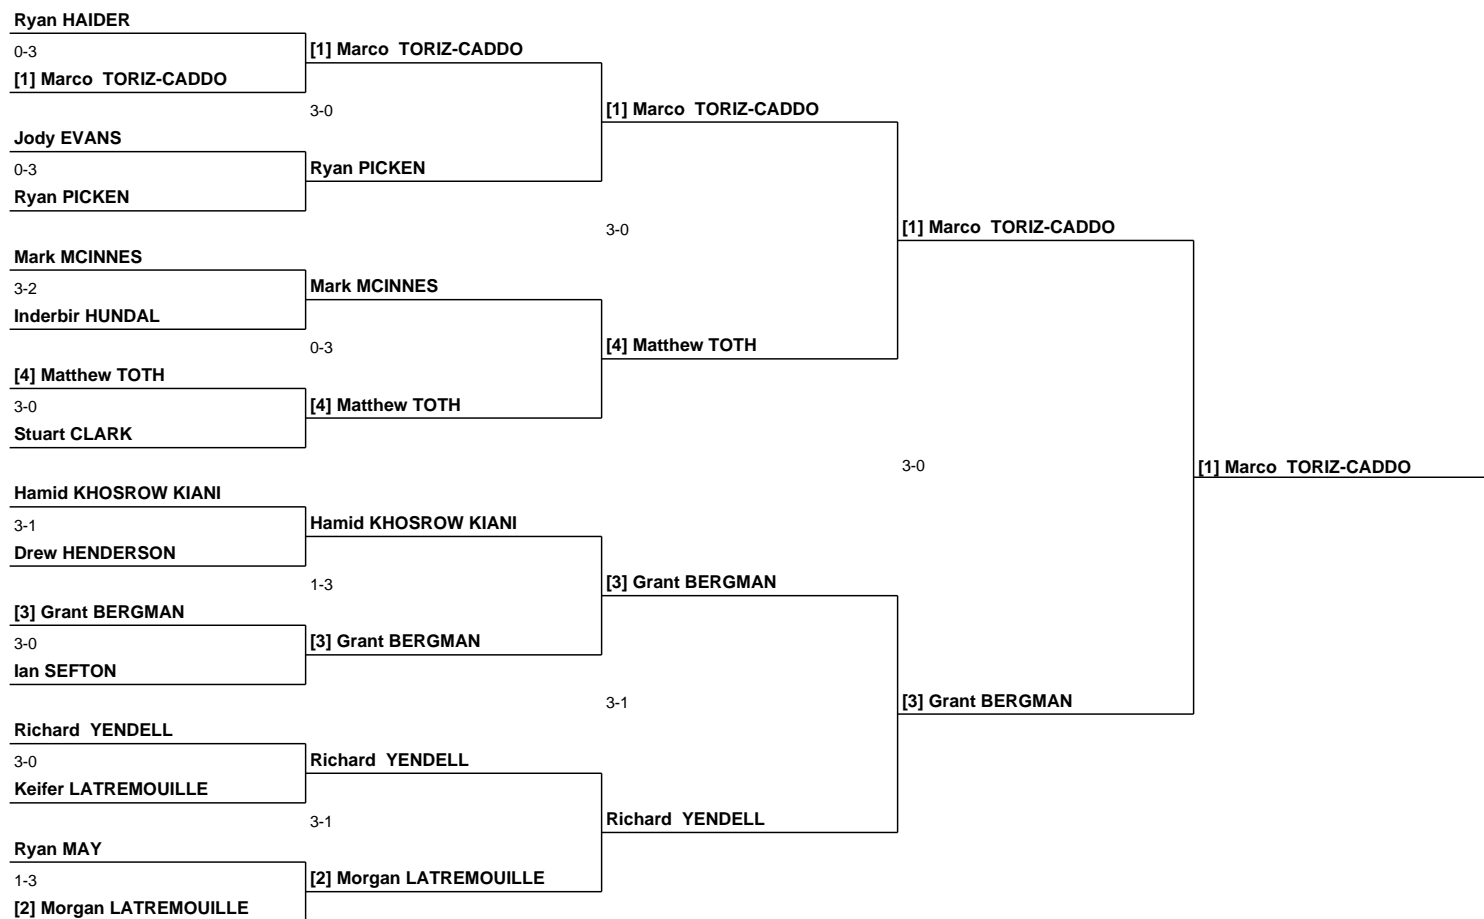 Ryan HAIDER
0-3
[1] Marco  TORIZ-CADDO
[1] Marco  TORIZ-CADDO
3-0
[1] Marco  TORIZ-CADDO
Jody EVANS
0-3
Ryan PICKEN
Ryan PICKEN
3-0
[1] Marco  TORIZ-CADDO
Mark MCINNES
3-2
Mark MCINNES
Inderbir HUNDAL
0-3
[4] Matthew TOTH
[4] Matthew TOTH
3-0
[4] Matthew TOTH
Stuart CLARK
3-0
[1] Marco  TORIZ-CADDO
Hamid KHOSROW KIANI
3-1
Hamid KHOSROW KIANI
Drew HENDERSON
1-3
[3] Grant BERGMAN
[3] Grant BERGMAN
3-0
[3] Grant BERGMAN
Ian SEFTON
3-1
[3] Grant BERGMAN
Richard  YENDELL
3-0
Richard  YENDELL
Keifer LATREMOUILLE
3-1
Richard  YENDELL
Ryan MAY
1-3
[2] Morgan LATREMOUILLE
[2] Morgan LATREMOUILLE